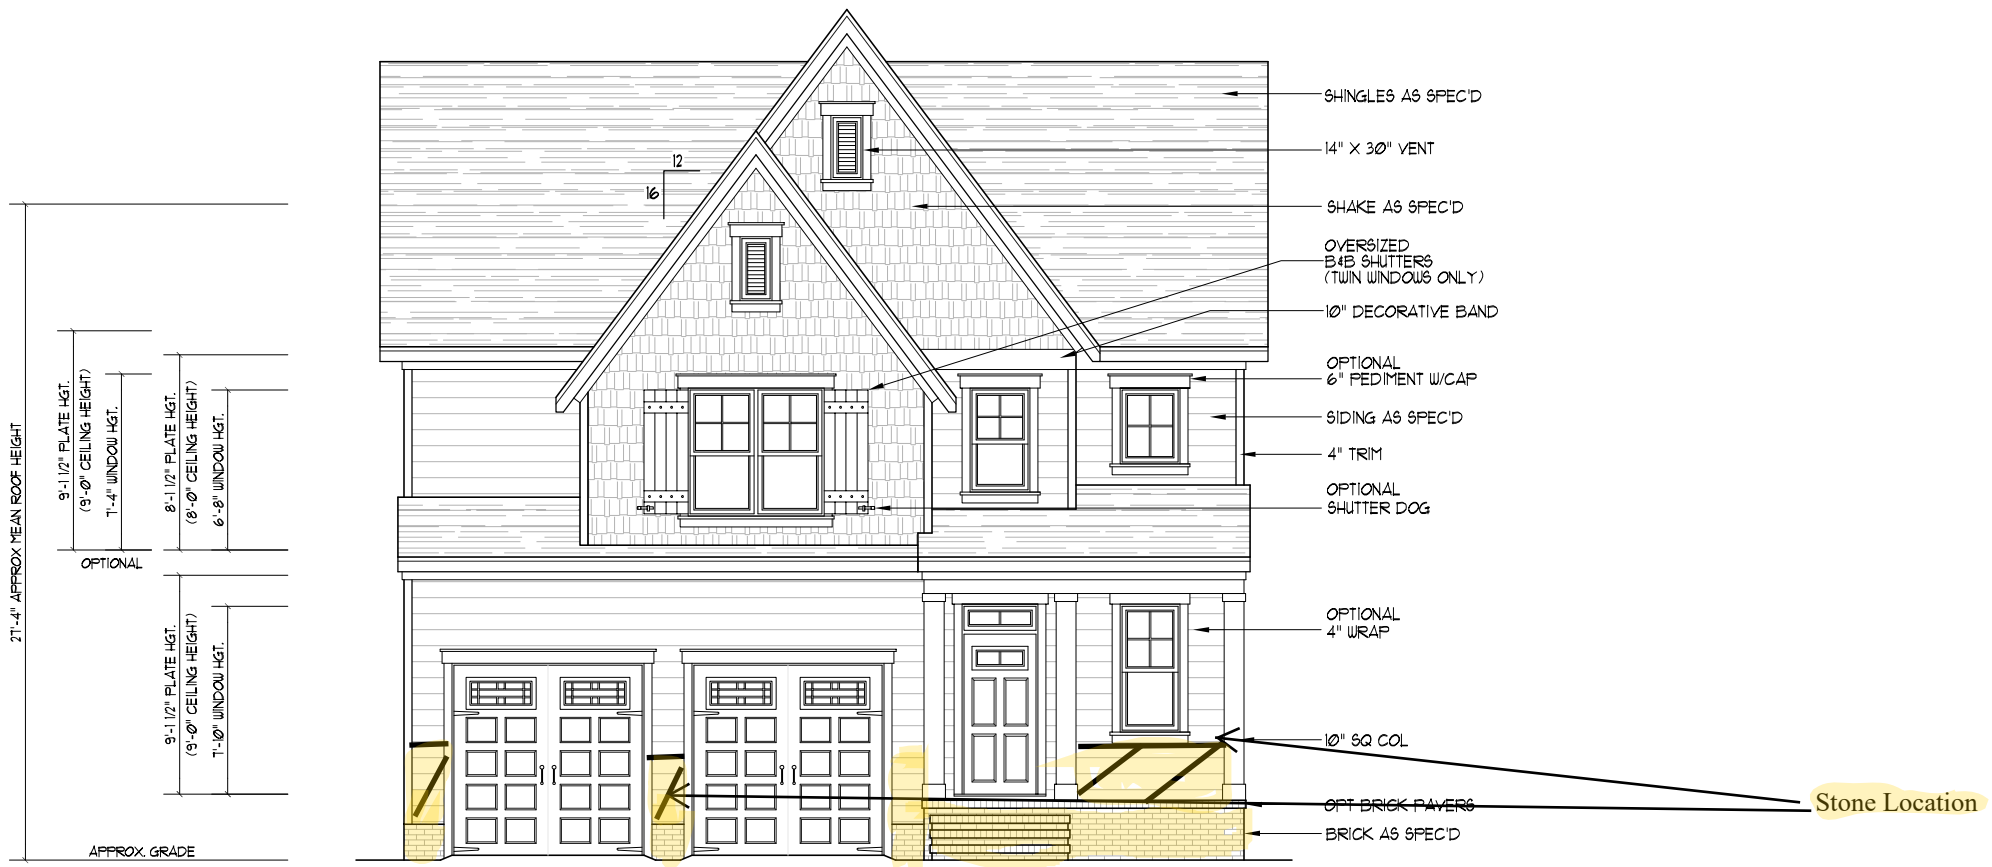 SHINGLES AS SPEC'D
14" X 30" VENT
12
16
SHAKE AS SPEC'D
OVERSIZED
B&B SHUTTERS
(TWIN WINDOWS ONLY)
10" DECORATIVE BAND
OPTIONAL
6" PEDIMENT W/CAP
SIDING AS SPEC'D
4" TRIM
OPTIONAL
SHUTTER DOG
27'-4" APPROX MEAN ROOF HEIGHT
9'-1 1/2" PLATE HGT.
(9'-0" CEILING HEIGHT)
7'-4" WINDOW HGT.
8'-1 1/2" PLATE HGT.
(8'-0" CEILING HEIGHT)
6'-8" WINDOW HGT.
OPTIONAL
9'-1 1/2" PLATE HGT.
(9'-0" CEILING HEIGHT)
7'-10" WINDOW HGT.
OPTIONAL
4" WRAP
10" SQ COL
OPT BRICK PAVERS
Stone Location
BRICK AS SPEC'D
APPROX. GRADE